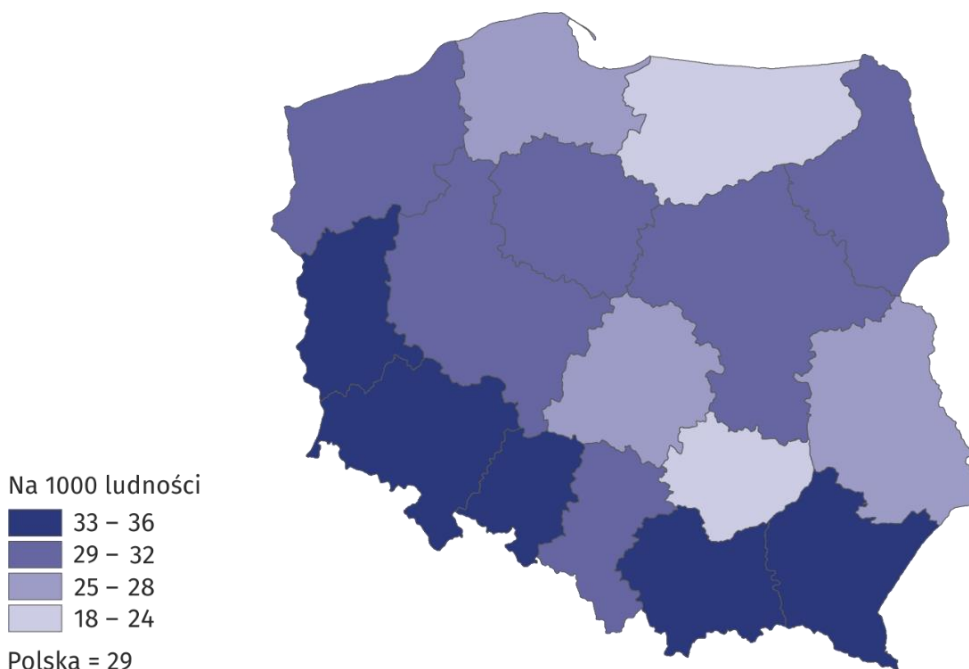 Na 1000 ludności
33 – 36
29 – 32
25 – 28
18 – 24
Polska = 29